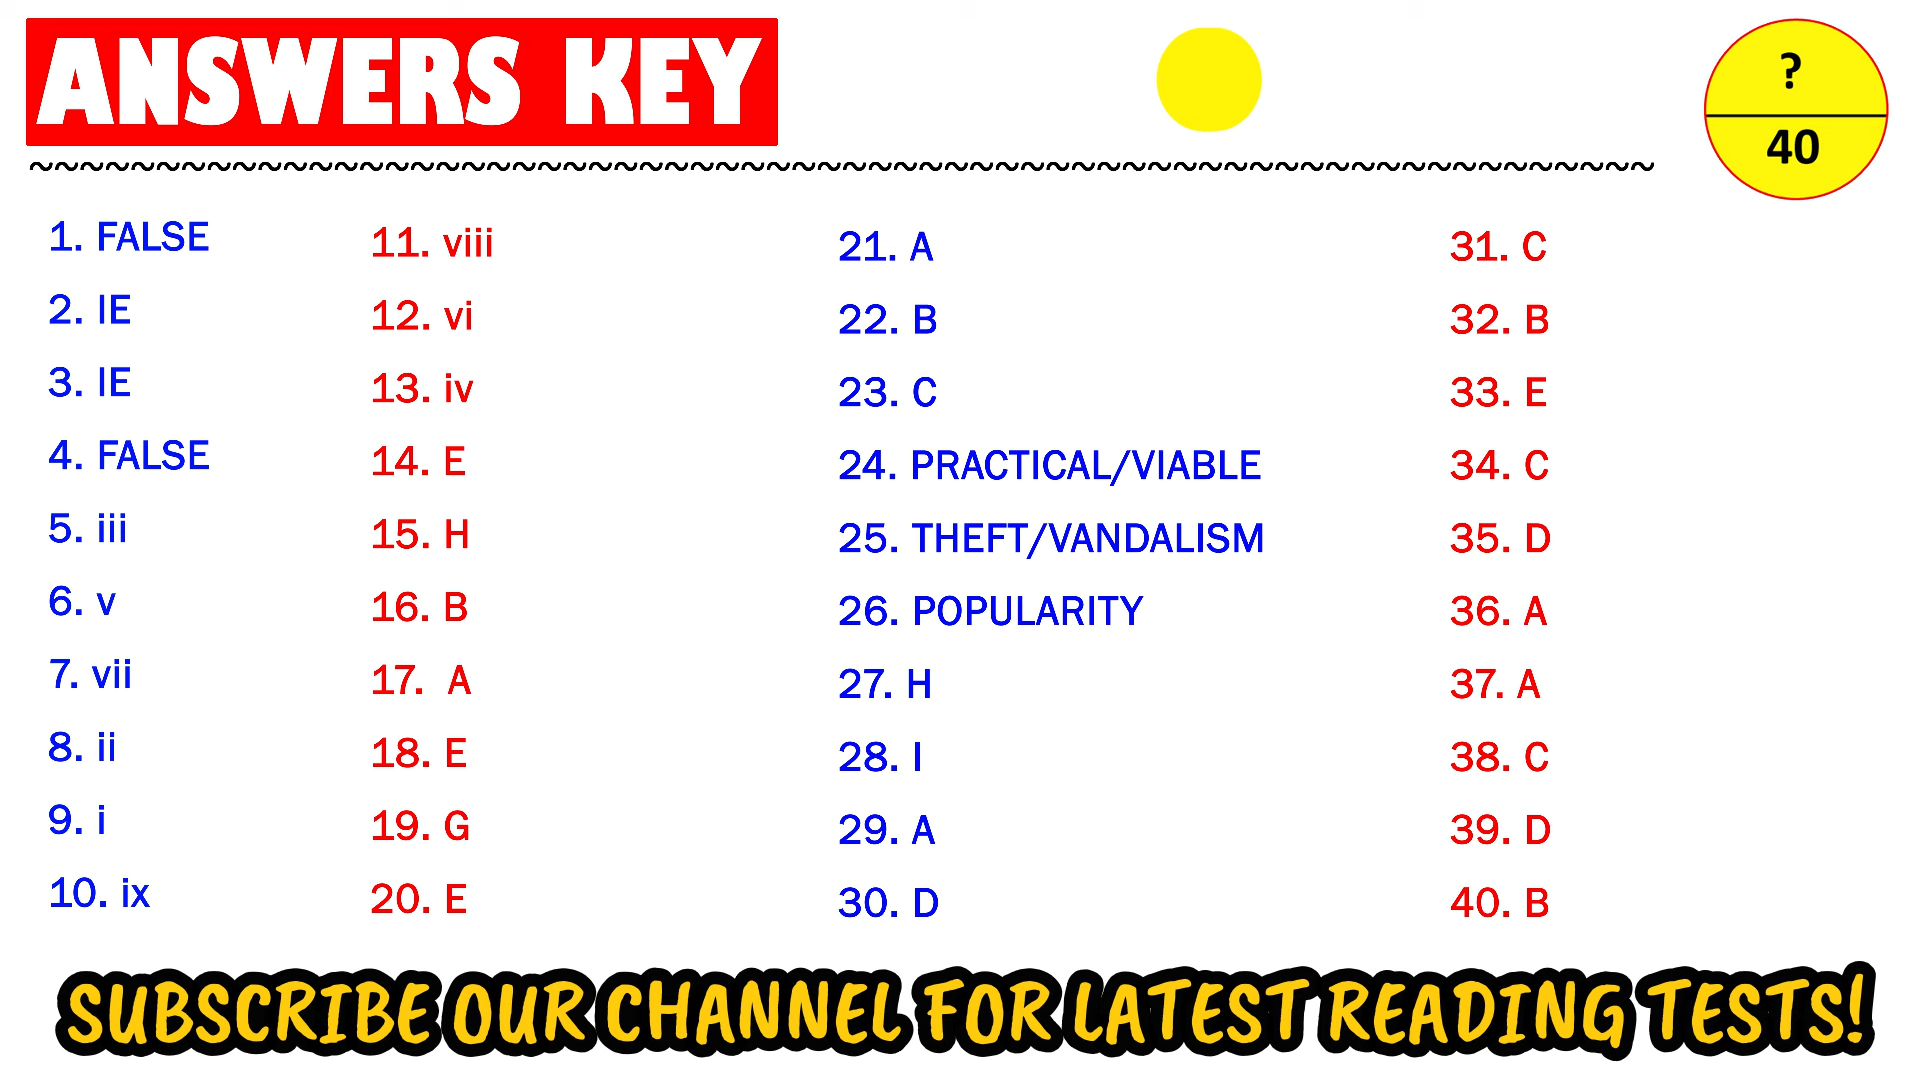 ANSWERS KEY
?
40
~~~~~~~~~~~~~~~~~~~~~~~~~~~~~~~~~~~~~~~~~~~~~~~~~~~~~~~~~~~~~~~
1. FALSE
2. IE
3. IE
4. FALSE
5. iii
6. v
7. vii
8. ii
9. i
10. ix
11. viii
12. vi
13. iv
14. E
15. H
16. B
17. A
18. E
19. G
20. E
21. A
22. B
23. C
24. PRACTICAL/VIABLE
25. THEFT/VANDALISM
26. POPULARITY
27. H
28. I
29. A
30. D
31. C
32. B
33. E
34. C
35. D
36. A
37. A
38. C
39. D
40. B
SUBSCRIBE OUR CHANNEL FOR LATEST READING TESTS!